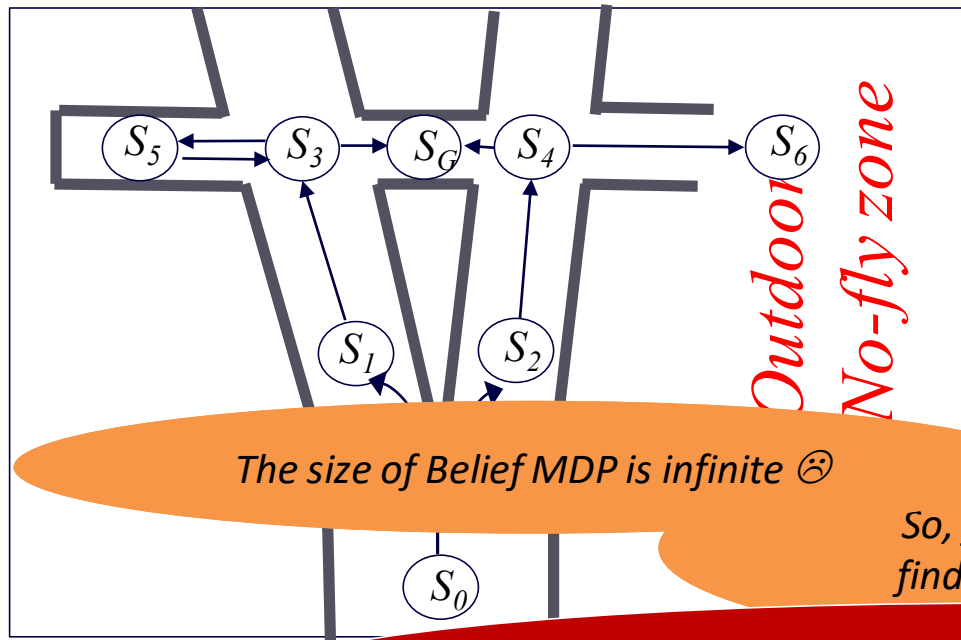 S5 S3 SG S4 S6
S1 S2
Outdoor
No-fly zone
The size of Belief MDP is infinite ☹
So,
find
S0